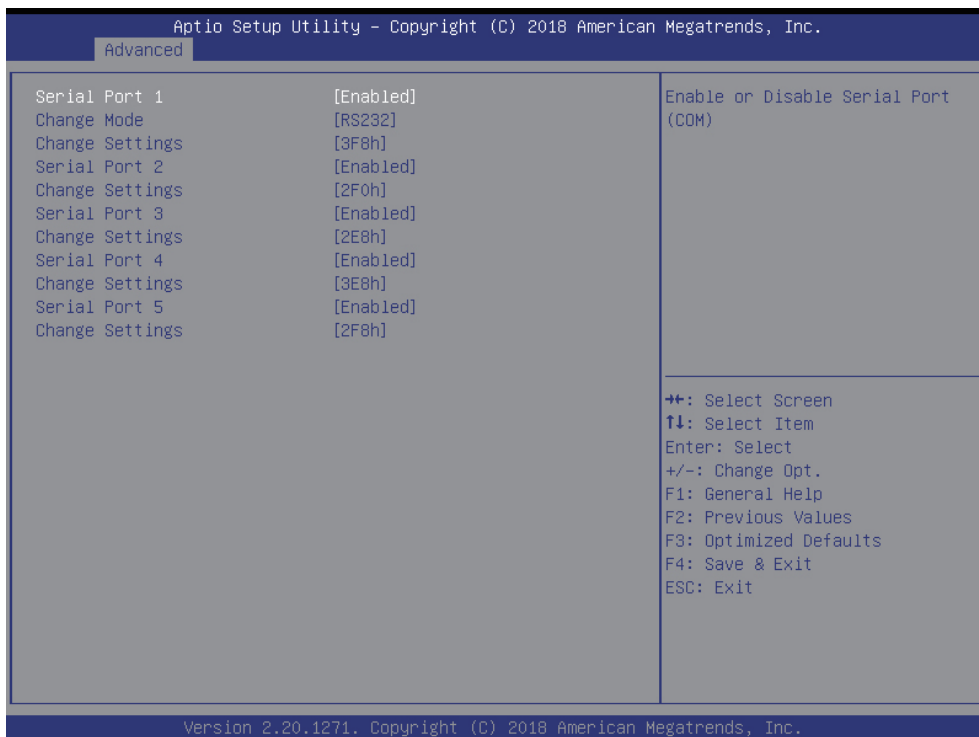 Aptio Setup Utility – Copyright (C) 2018 American Megatrends, Inc.
Advanced
Serial Port 1 [Enabled]
Change Mode [RS232]
Change Settings [3F8h]
Serial Port 2 [Enabled]
Change Settings [2F0h]
Serial Port 3 [Enabled]
Change Settings [2E8h]
Serial Port 4 [Enabled]
Change Settings [3E8h]
Serial Port 5 [Enabled]
Change Settings [2F8h]
Enable or Disable Serial Port
(COM)
→←: Select Screen
↑↓: Select Item
Enter: Select
+/-: Change Opt.
F1: General Help
F2: Previous Values
F3: Optimized Defaults
F4: Save & Exit
ESC: Exit
Version 2.20.1271. Copyright (C) 2018 American Megatrends, Inc.